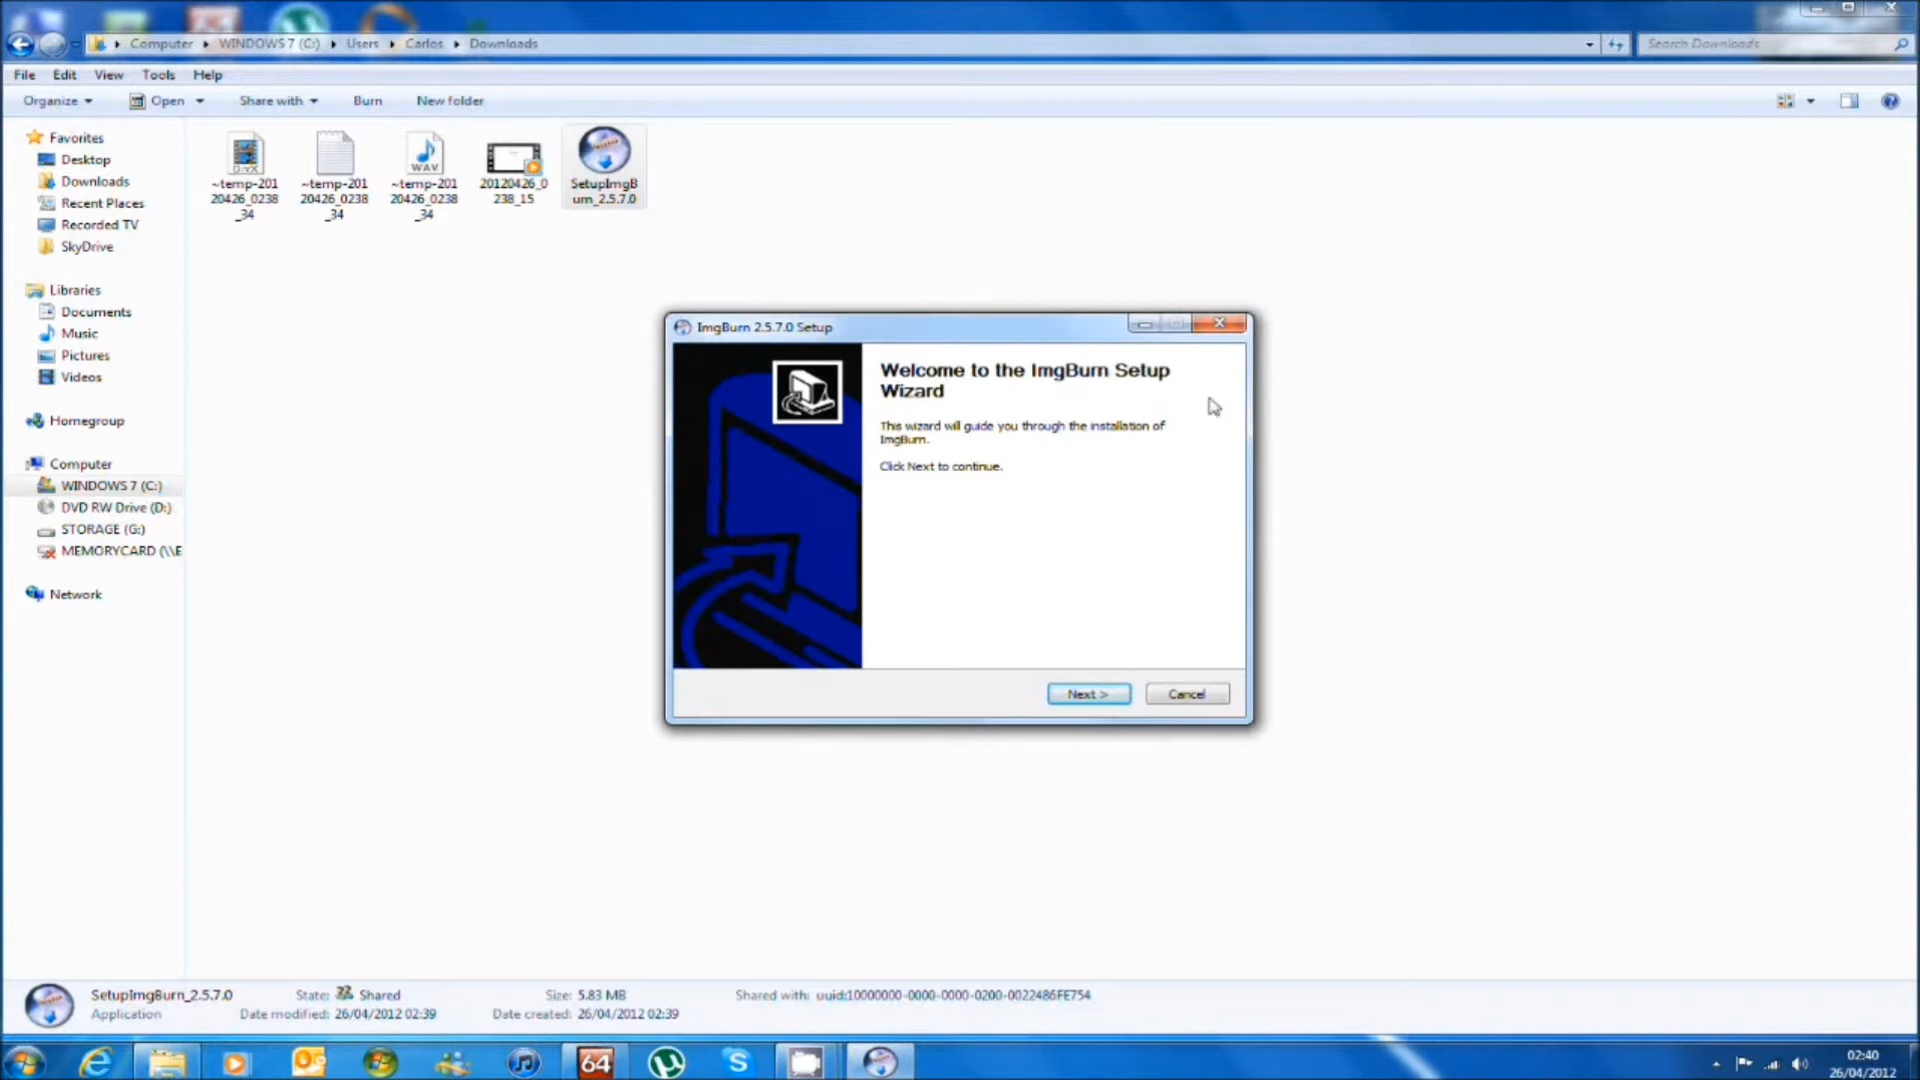 Computer ▸ WINDOWS 7 (C:) ▸ Users ▸ Carlos ▸ Downloads
Search Downloads
File Edit View Tools Help
Organize Open Share with Burn New folder
Favorites
Desktop
Downloads
Recent Places
Recorded TV
SkyDrive
Libraries
Documents
Music
Pictures
Videos
Homegroup
Computer
WINDOWS 7 (C:)
DVD RW Drive (D:)
STORAGE (G:)
MEMORYCARD (\\E
Network
DivX
~temp-201
20426_0238
_34
~temp-201
20426_0238
_34
WAV
~temp-201
20426_0238
_34
20120426_0
238_15
SetupImgB
urn_2.5.7.0
ImgBurn 2.5.7.0 Setup
Welcome to the ImgBurn Setup
Wizard
This wizard will guide you through the installation of
ImgBurn.
Click Next to continue.
Next > Cancel
SetupImgBurn_2.5.7.0 State: Shared Size: 5.83 MB Shared with: uuid:10000000-0000-0000-0200-0022486FE754
Application Date modified: 26/04/2012 02:39 Date created: 26/04/2012 02:39
64
02:40
26/04/2012